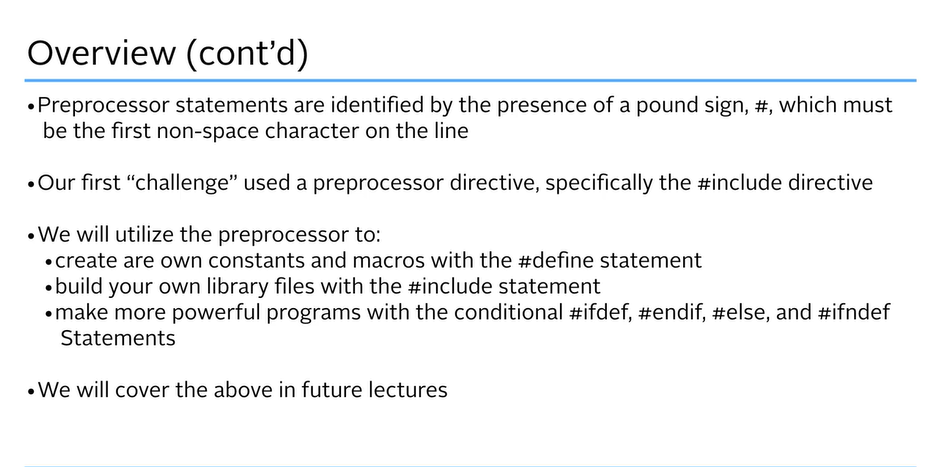 Overview (cont’d)
•Preprocessor statements are identified by the presence of a pound sign, #, which must
be the first non-space character on the line
•Our first “challenge” used a preprocessor directive, specifically the #include directive
•We will utilize the preprocessor to:
•create are own constants and macros with the #define statement
•build your own library files with the #include statement
•make more powerful programs with the conditional #ifdef, #endif, #else, and #ifndef
Statements
•We will cover the above in future lectures